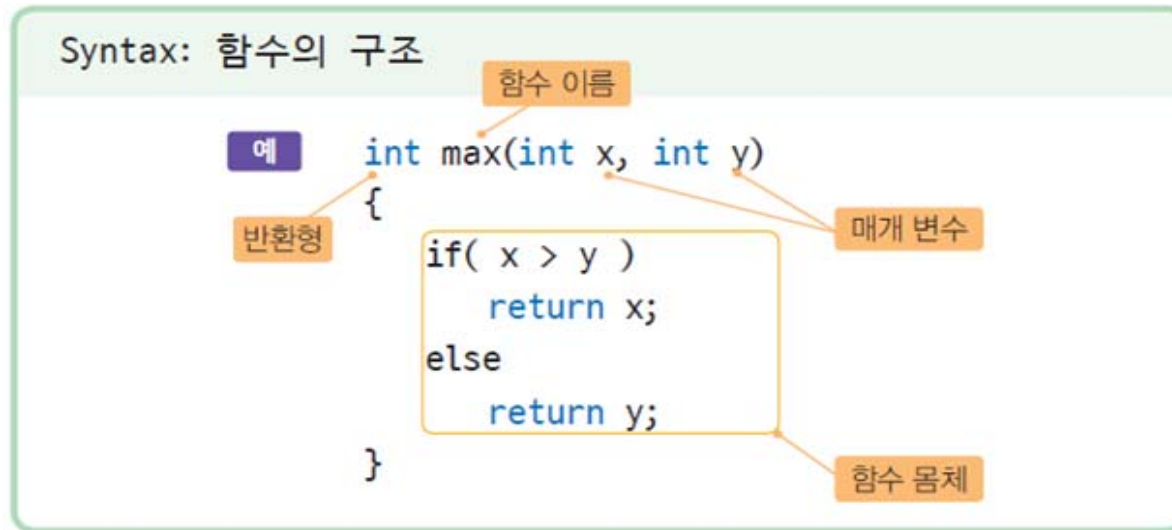 Syntax: 함수의 구조
함수 이름
예 int max(int x, int y)
{
반환형
매개 변수
if( x > y )
return x;
else
return y;
}
함수 몸체